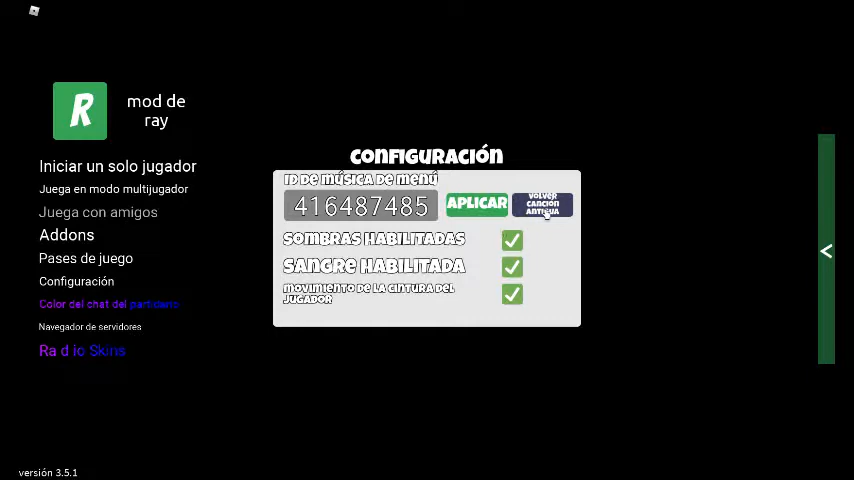 R
mod de
ray
Iniciar un solo jugador
Juega en modo multijugador
Juega con amigos
Addons
Pases de juego
Configuración
Color del chat del partidario
Navegador de servidores
Ra d io Skins
versión 3.5.1
Configuración
ID de música de menú
416487485
APLICAR
Volver
canción
antigua
Sombras habilitadas
Sangre habilitada
Movimiento de la cintura del
jugador
<